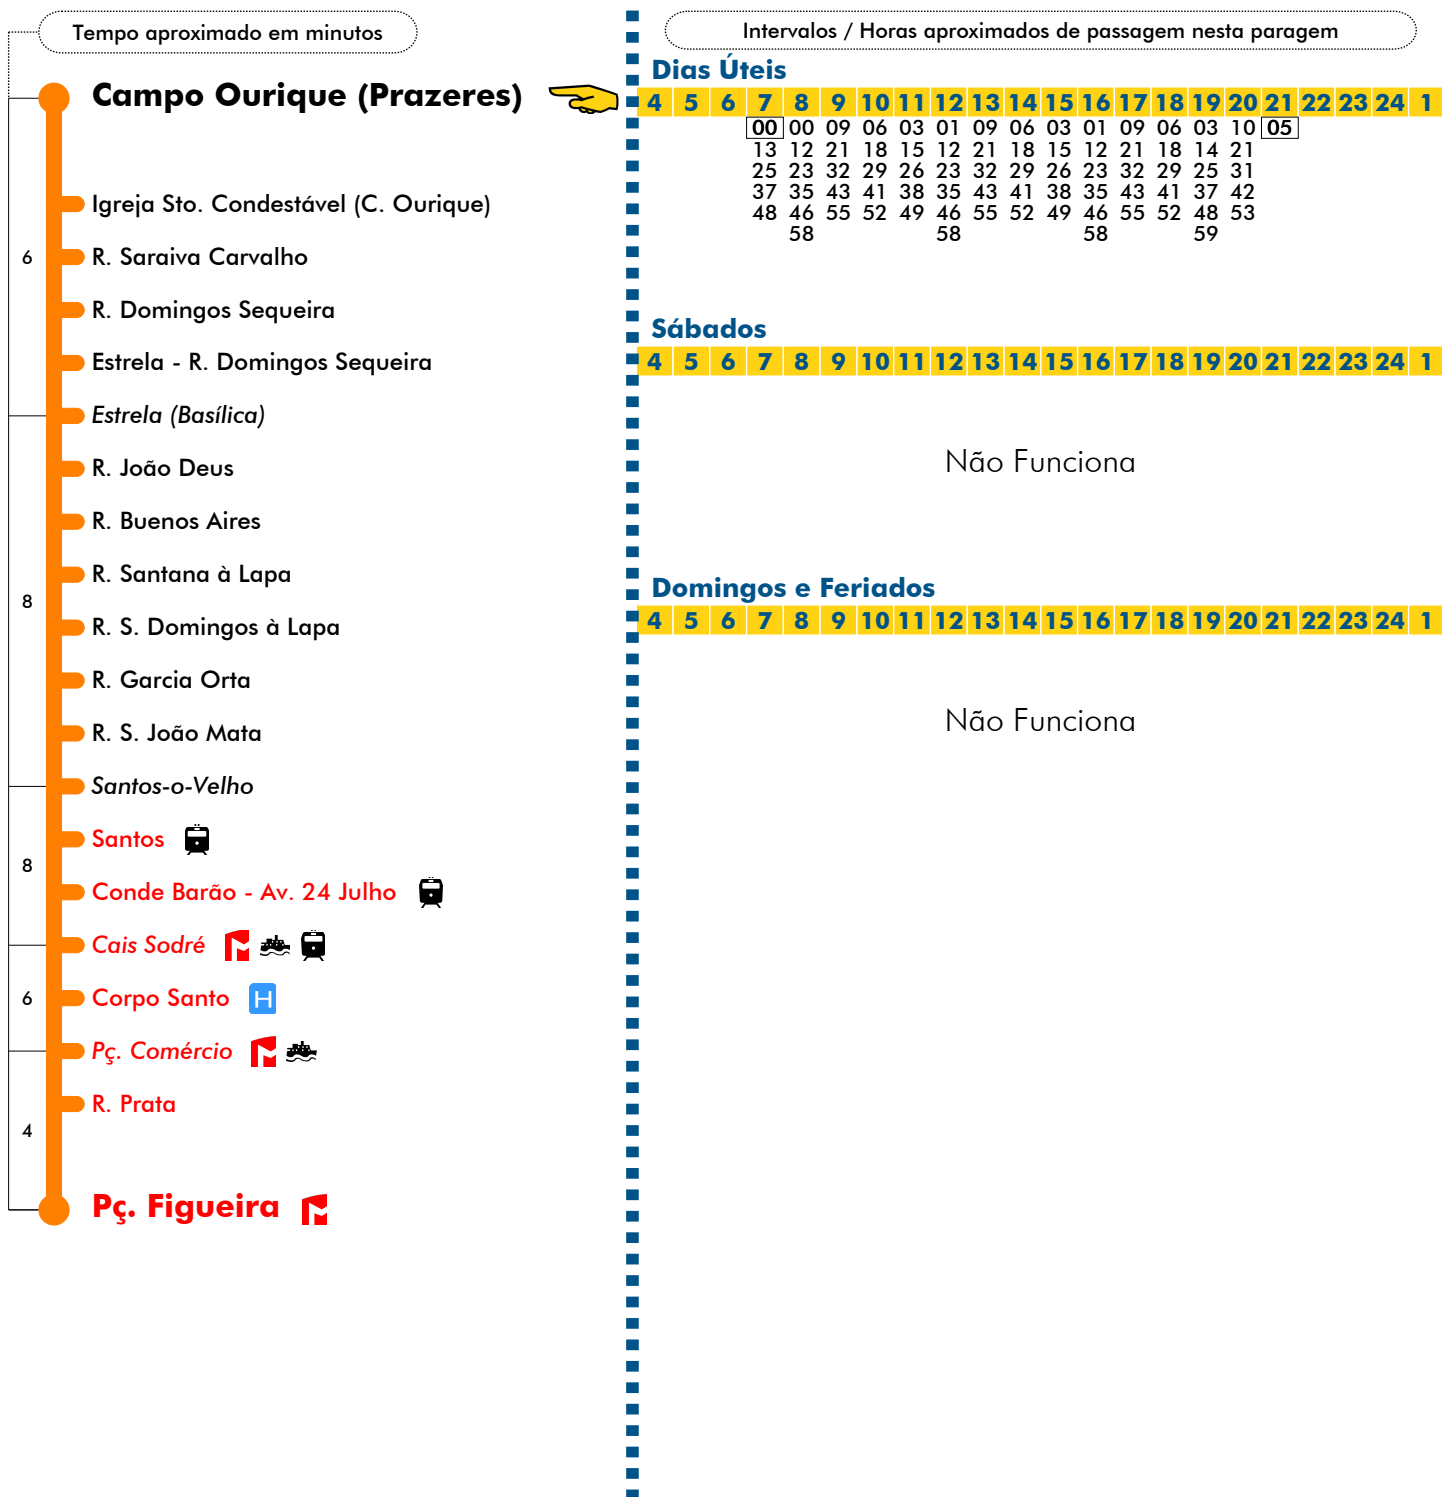 Tempo aproximado em minutos
Campo Ourique (Prazeres)
Igreja Sto. Condestável (C. Ourique)
6
R. Saraiva Carvalho
R. Domingos Sequeira
Estrela - R. Domingos Sequeira
Estrela (Basílica)
R. João Deus
R. Buenos Aires
R. Santana à Lapa
8
R. S. Domingos à Lapa
R. Garcia Orta
R. S. João Mata
Santos-o-Velho
Santos
8
Conde Barão - Av. 24 Julho
Cais Sodré
6
Corpo Santo
H
Pç. Comércio
R. Prata
4
Pç. Figueira
Intervalos / Horas aproximados de passagem nesta paragem
Dias Úteis
4 5 6 7 8 9 10 11 12 13 14 15 16 17 18 19 20 21 22 23 24 1
00 00 09 06 03 01 09 06 03 01 09 06 03 10 05
13 12 21 18 15 12 21 18 15 12 21 18 14 21
25 23 32 29 26 23 32 29 26 23 32 29 25 31
37 35 43 41 38 35 43 41 38 35 43 41 37 42
48 46 55 52 49 46 55 52 49 46 55 52 48 53
58 58 58 59
Sábados
4 5 6 7 8 9 10 11 12 13 14 15 16 17 18 19 20 21 22 23 24 1
Não Funciona
Domingos e Feriados
4 5 6 7 8 9 10 11 12 13 14 15 16 17 18 19 20 21 22 23 24 1
Não Funciona